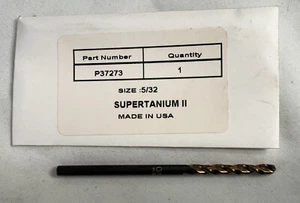 Part Number Quantity
P37273 1
SIZE :5/32
SUPERTANIUM II
MADE IN USA